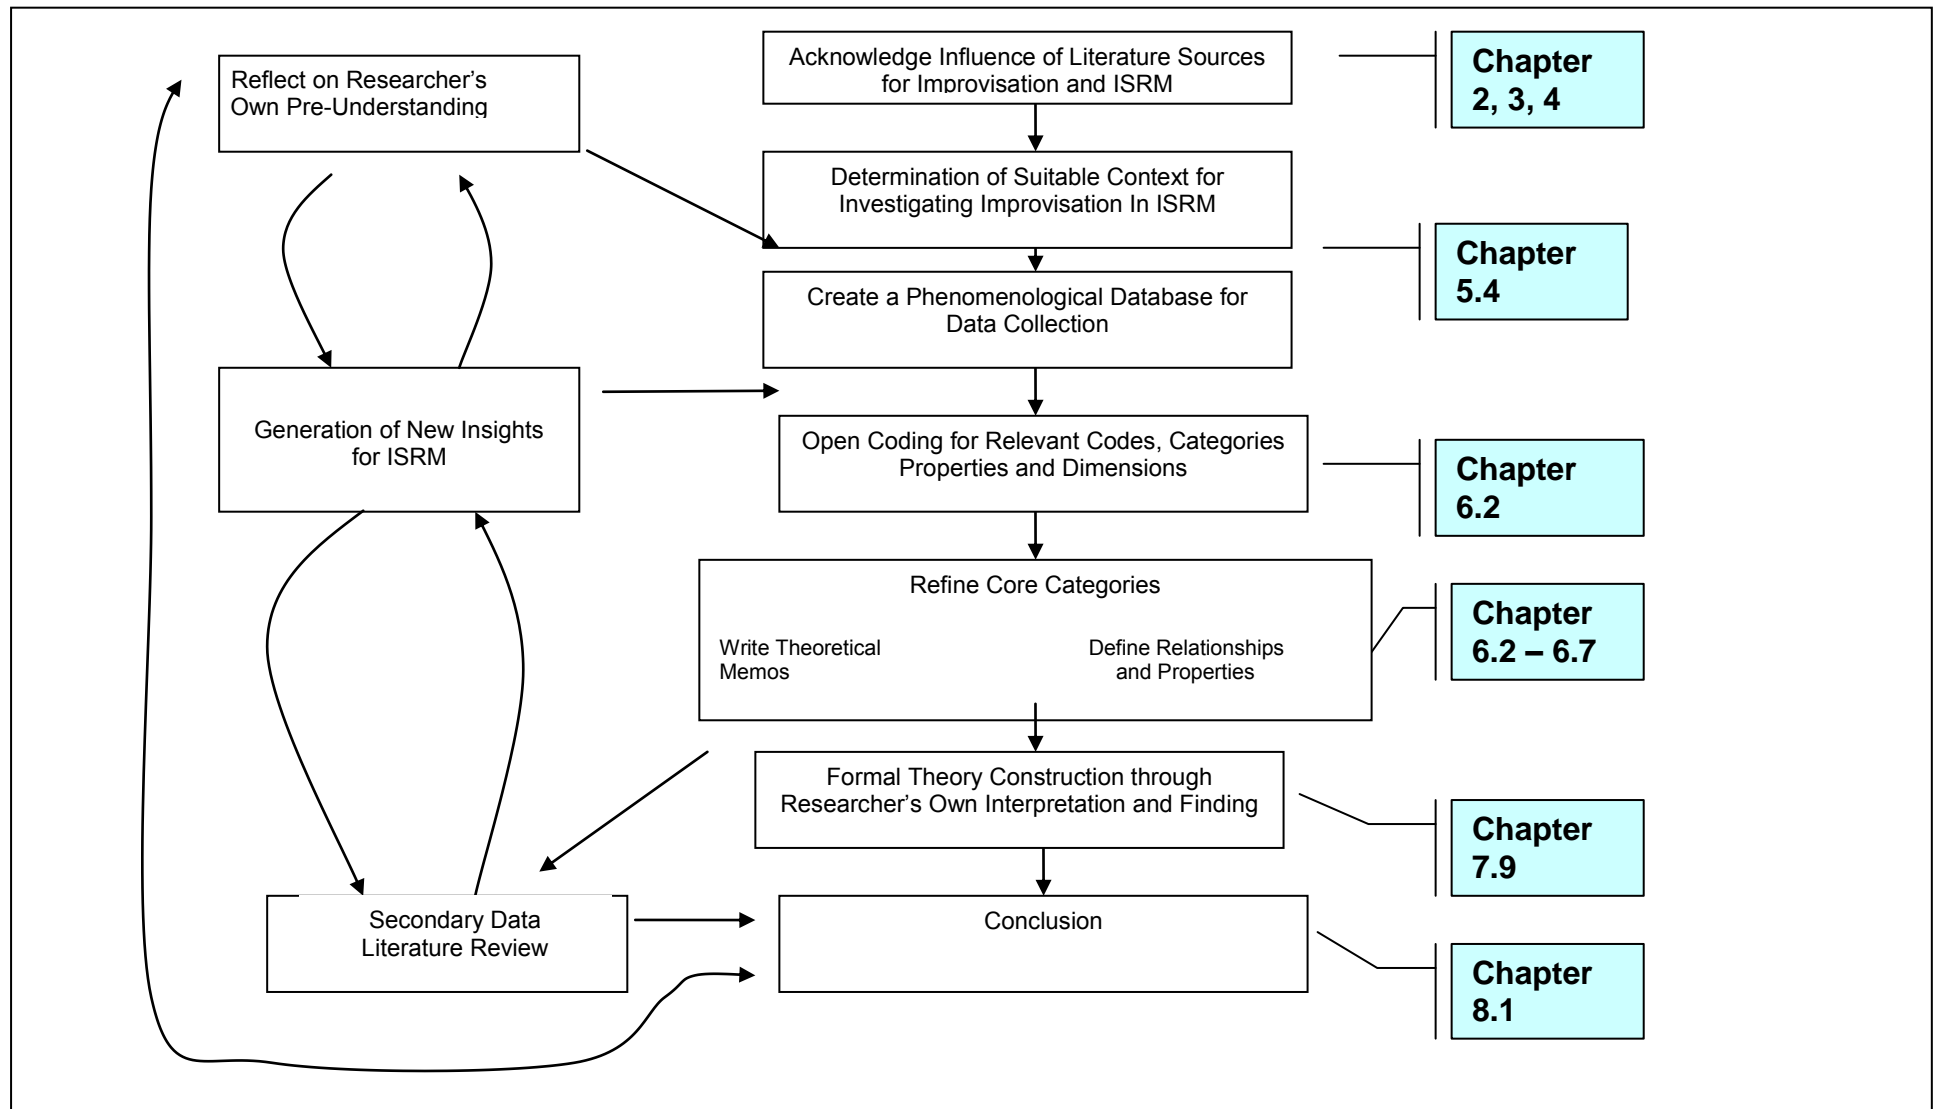 Reflect on Researcher’s
Own Pre-Understanding
Acknowledge Influence of Literature Sources
for Improvisation and ISRM
Chapter
2, 3, 4
Determination of Suitable Context for
Investigating Improvisation In ISRM
Chapter
5.4
Create a Phenomenological Database for
Data Collection
Generation of New Insights
for ISRM
Open Coding for Relevant Codes, Categories
Properties and Dimensions
Chapter
6.2
Refine Core Categories
Write Theoretical
Memos
Define Relationships
and Properties
Chapter
6.2 – 6.7
Formal Theory Construction through
Researcher’s Own Interpretation and Finding
Chapter
7.9
Secondary Data
Literature Review
Conclusion
Chapter
8.1